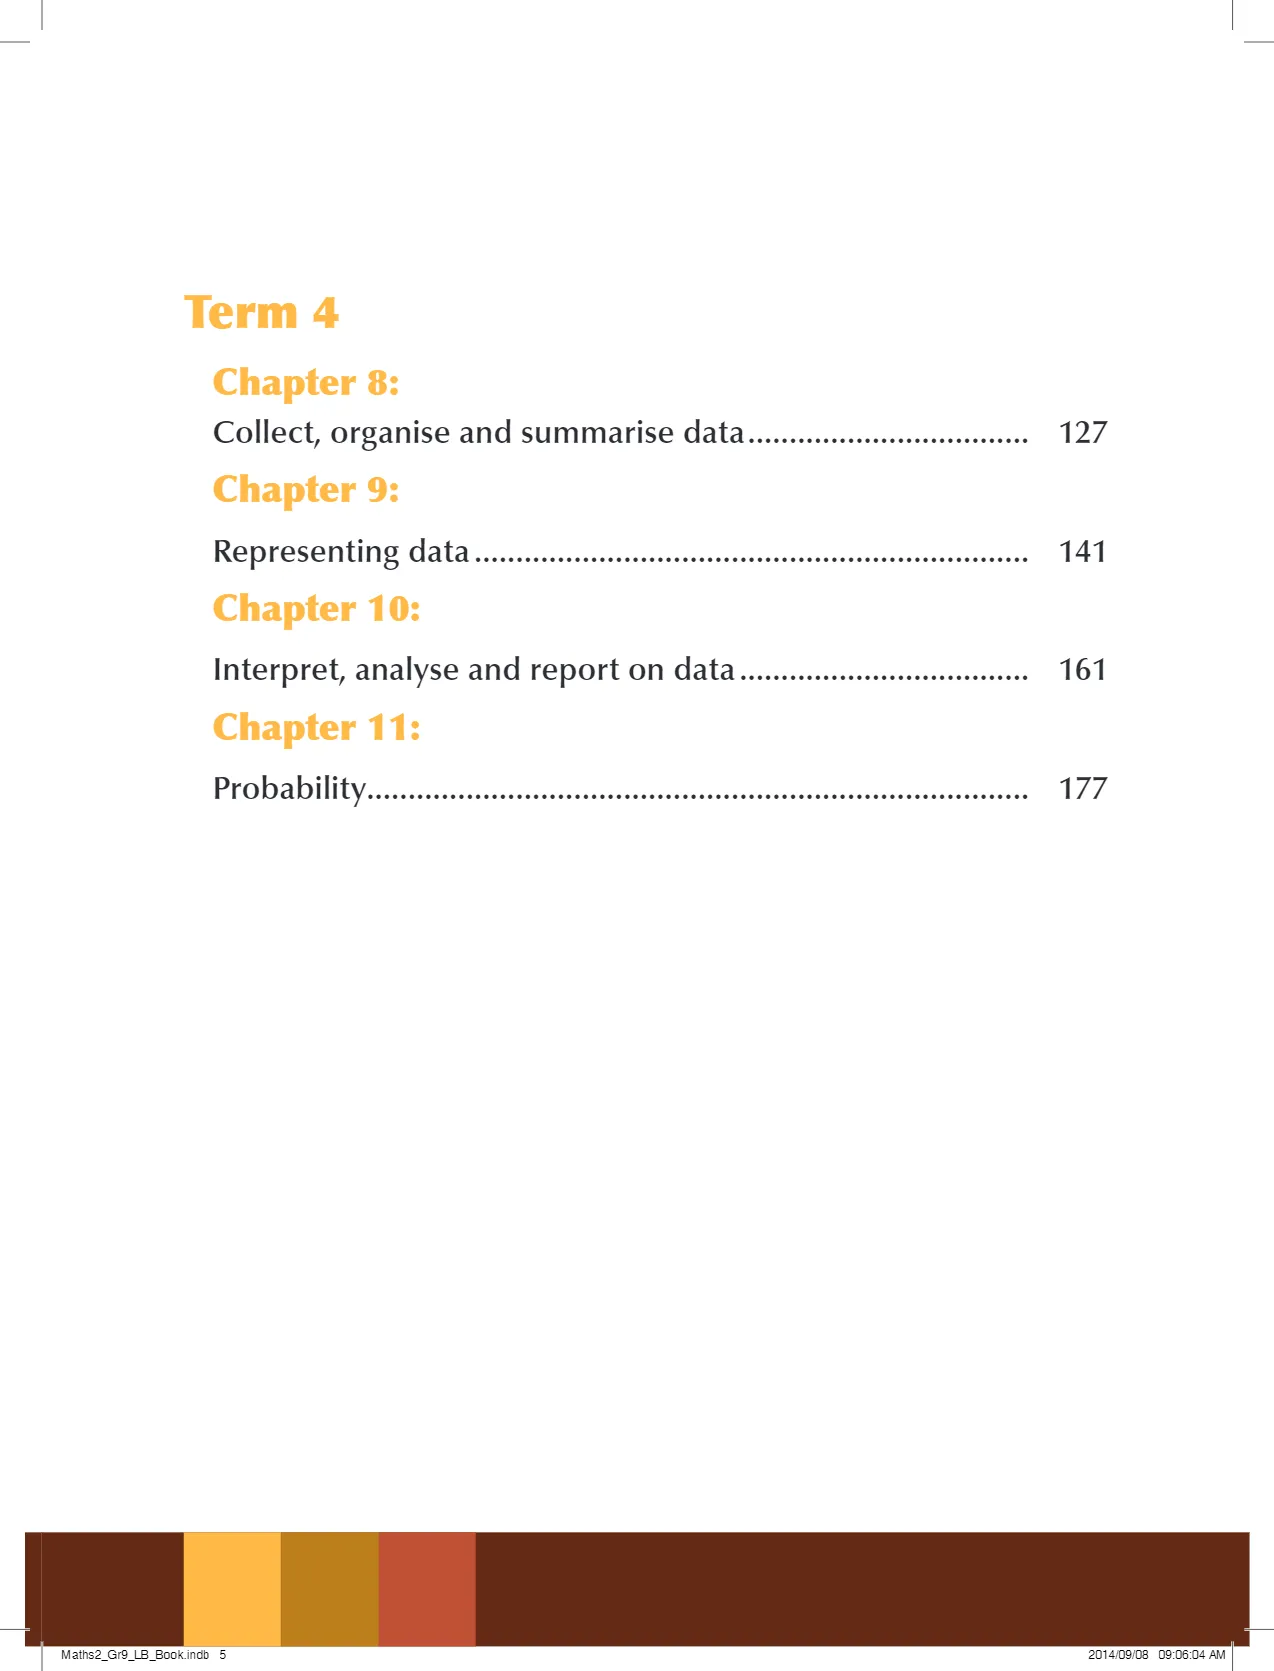 Term 4
Chapter 8:
Collect, organise and summarise data.................................. 127
Chapter 9:
Representing data................................................................... 141
Chapter 10:
Interpret, analyse and report on data................................... 161
Chapter 11:
Probability................................................................................ 177
Maths2_Gr9_LB_Book.indb 5 2014/09/08 09:06:04 AM